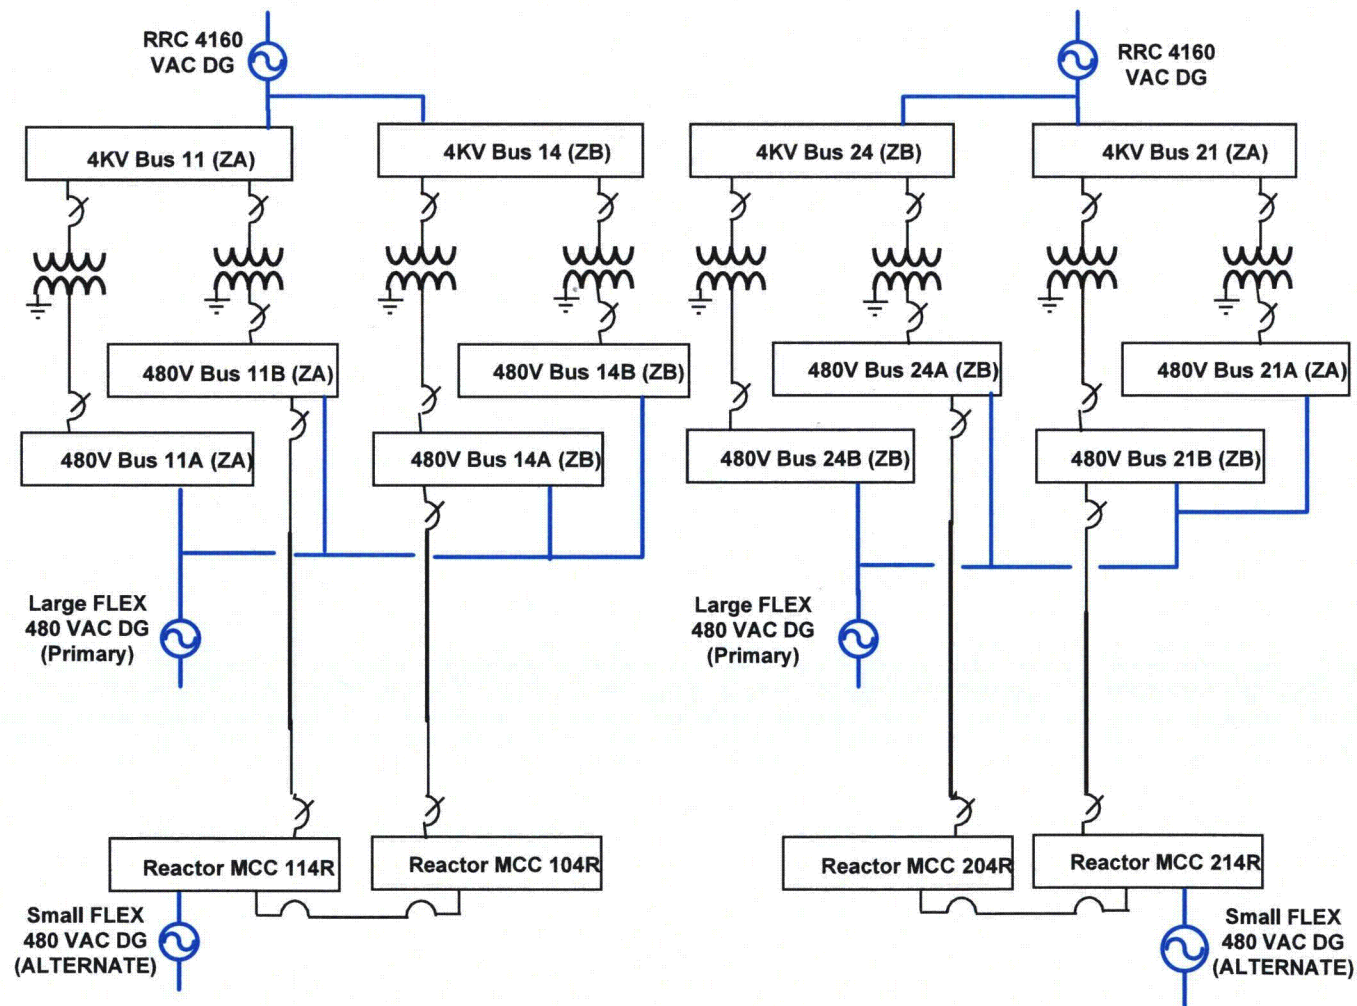 RRC 4160
VAC DG
RRC 4160
VAC DG
4KV Bus 11 (ZA)
4KV Bus 14 (ZB)
4KV Bus 24 (ZB)
4KV Bus 21 (ZA)
480V Bus 11B (ZA)
480V Bus 14B (ZB)
480V Bus 24A (ZB)
480V Bus 21A (ZA)
480V Bus 11A (ZA)
480V Bus 14A (ZB)
480V Bus 24B (ZB)
480V Bus 21B (ZB)
Large FLEX
480 VAC DG
(Primary)
Large FLEX
480 VAC DG
(Primary)
Reactor MCC 114R
Reactor MCC 104R
Reactor MCC 204R
Reactor MCC 214R
Small FLEX
480 VAC DG
(ALTERNATE)
Small FLEX
480 VAC DG
(ALTERNATE)